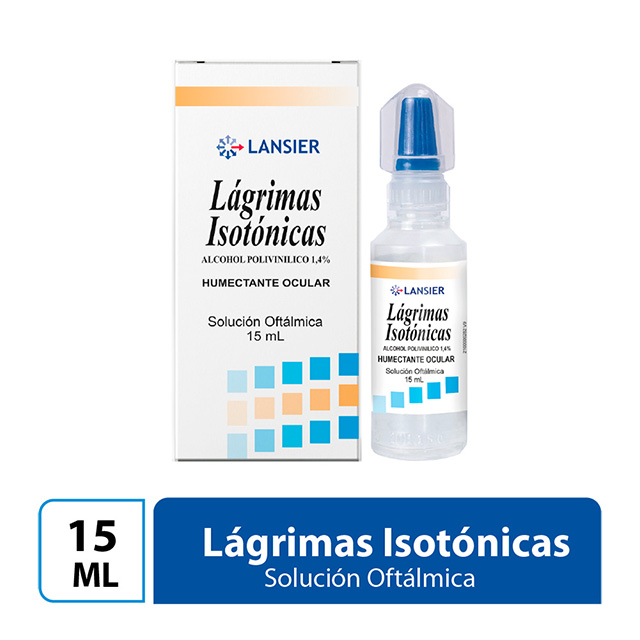 LANSIER
Lágrimas
Isotónicas
ALCOHOL POLIVINILICO 1,4%
HUMECTANTE OCULAR
Solución Oftálmica
15 mL
LANSIER
Lágrimas
Isotónicas
ALCOHOL POLIVINILICO 1,4%
HUMECTANTE OCULAR
Solución Oftálmica
15 mL
15
ML
Lágrimas Isotónicas
Solución Oftálmica